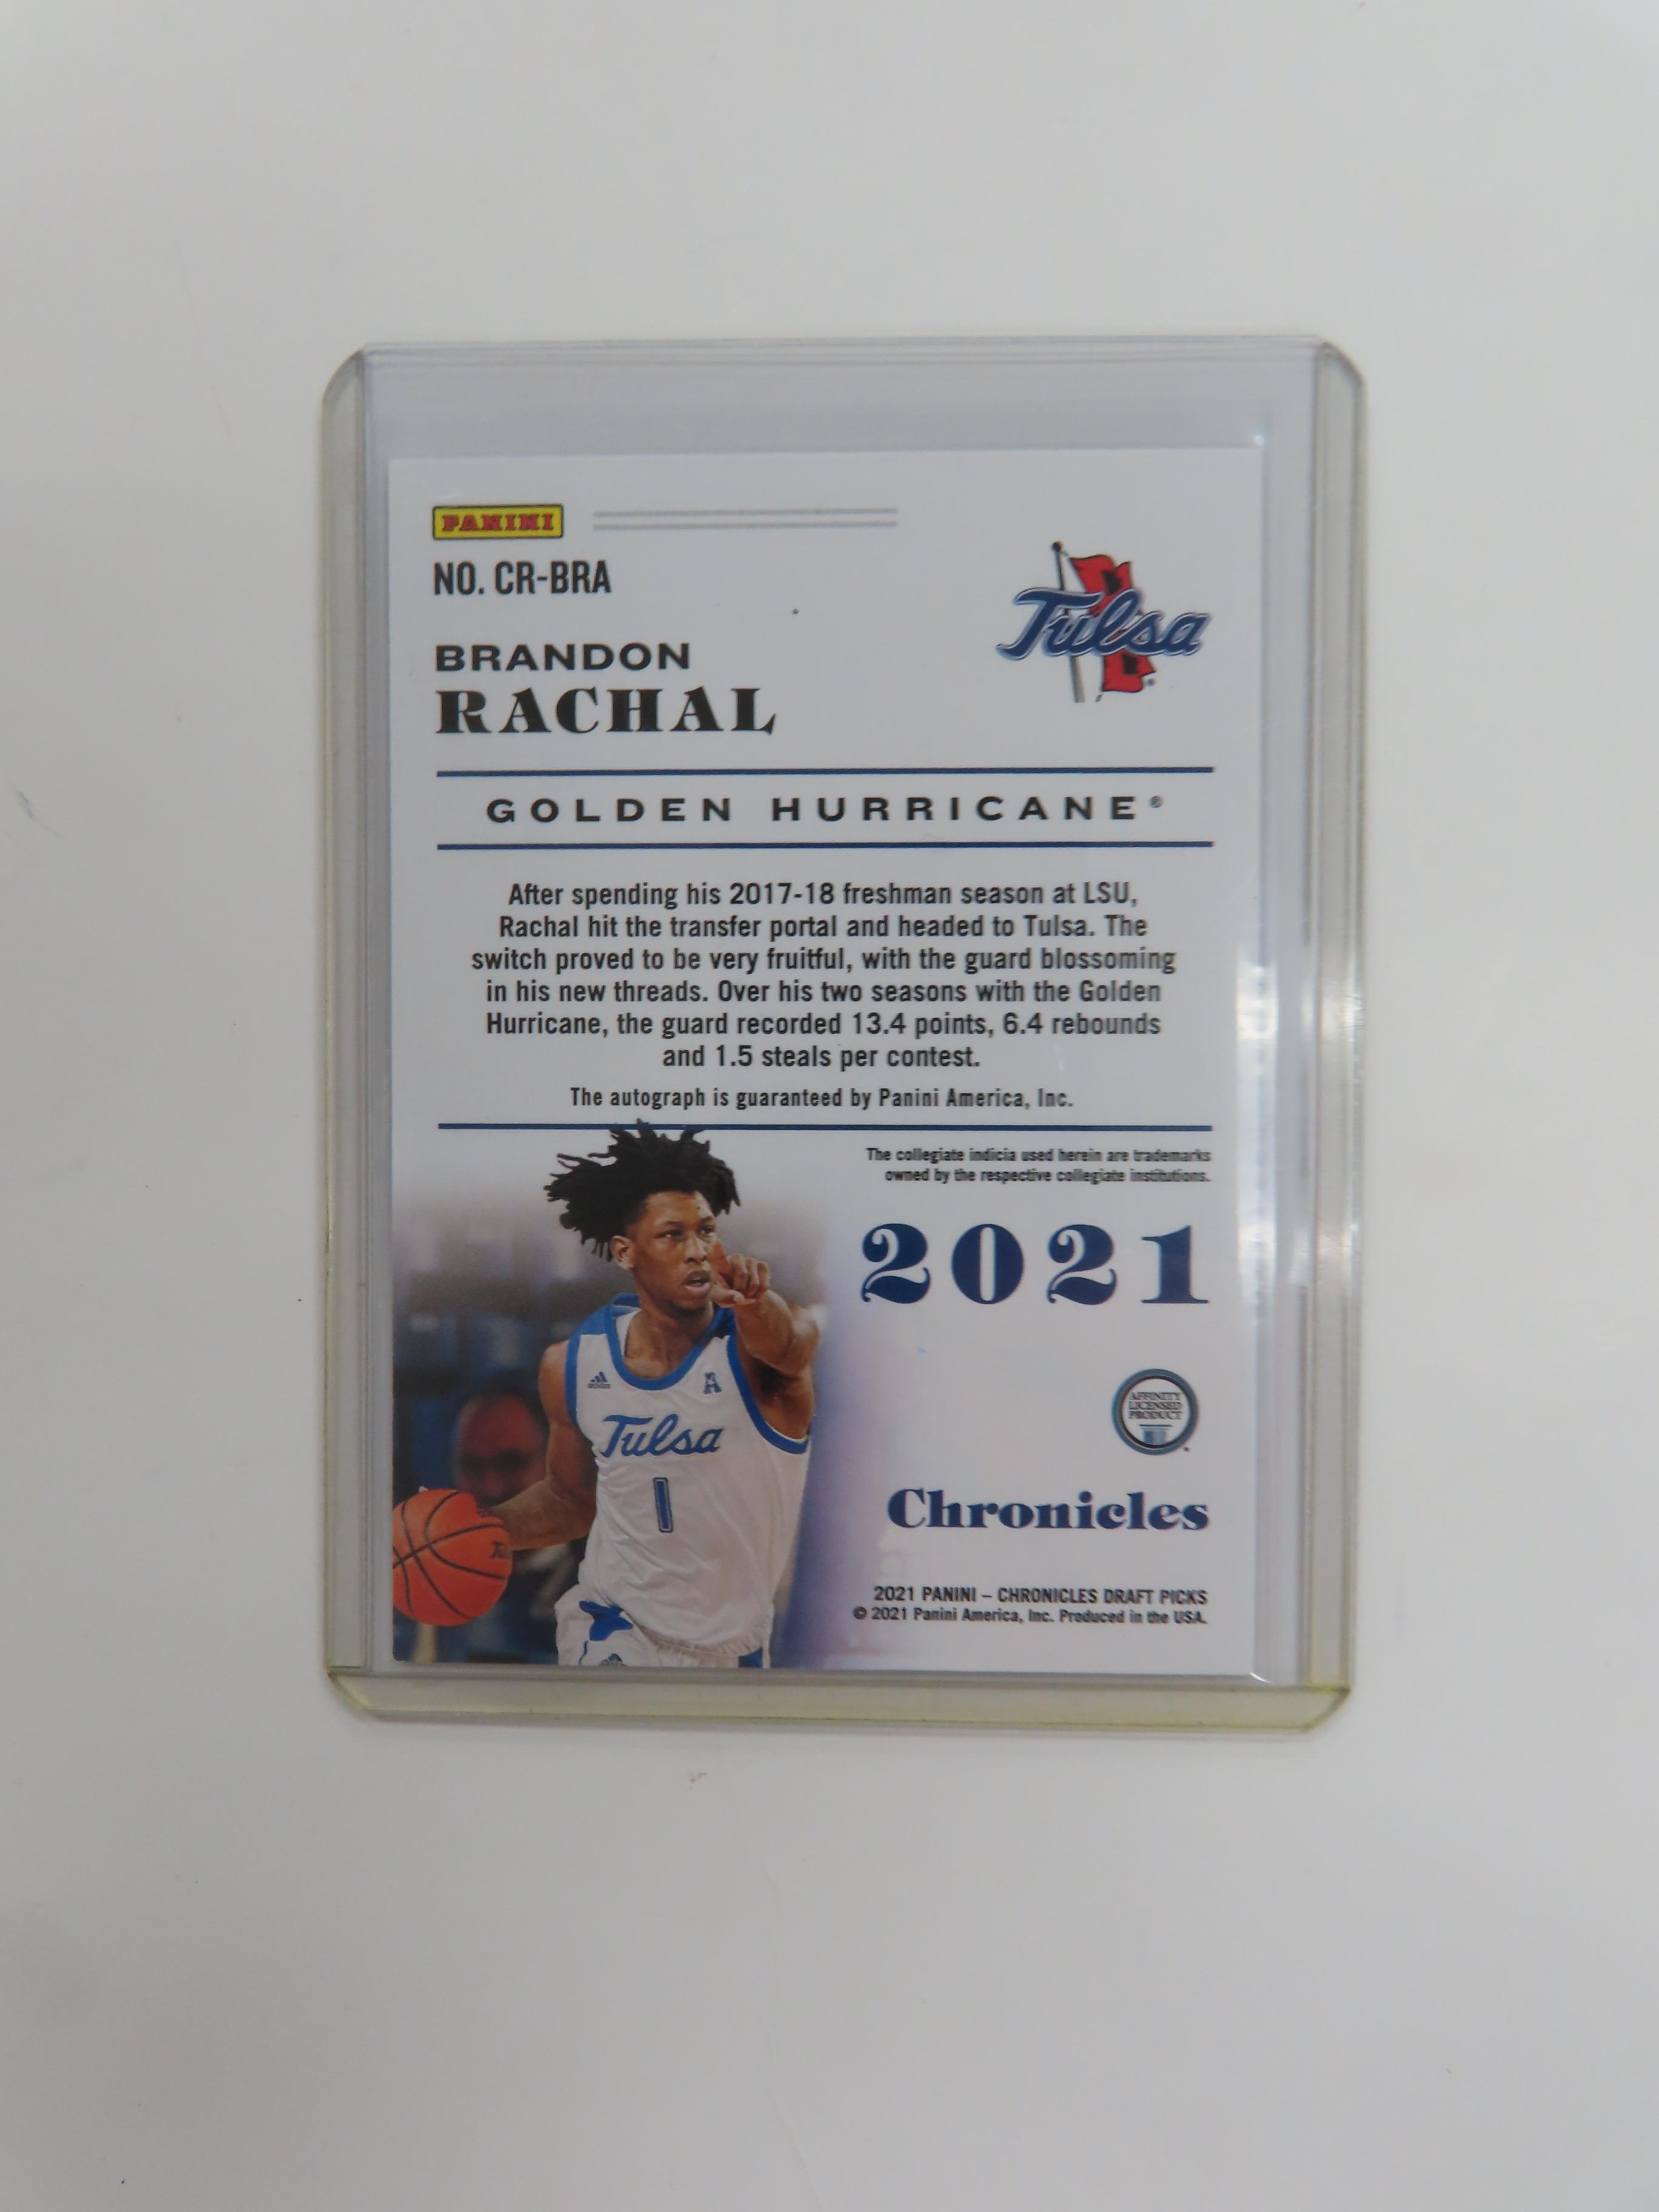 PANINI
NO. CR-BRA
Tulsa
BRANDON
RACHAL
GOLDEN HURRICANE®
After spending his 2017-18 freshman season at LSU,
Rachal hit the transfer portal and headed to Tulsa. The
switch proved to be very fruitful, with the guard blossoming
in his new threads. Over his two seasons with the Golden
Hurricane, the guard recorded 13.4 points, 6.4 rebounds
and 1.5 steals per contest.
The autograph is guaranteed by Panini America, Inc.
The collegiate indicia used herein are trademarks
owned by the respective collegiate institutions.
2021
adidas
A
Tulsa
1
AFFINITY
LICENSED
PRODUCT
Chronicles
2021 PANINI – CHRONICLES DRAFT PICKS
© 2021 Panini America, Inc. Produced in the USA.